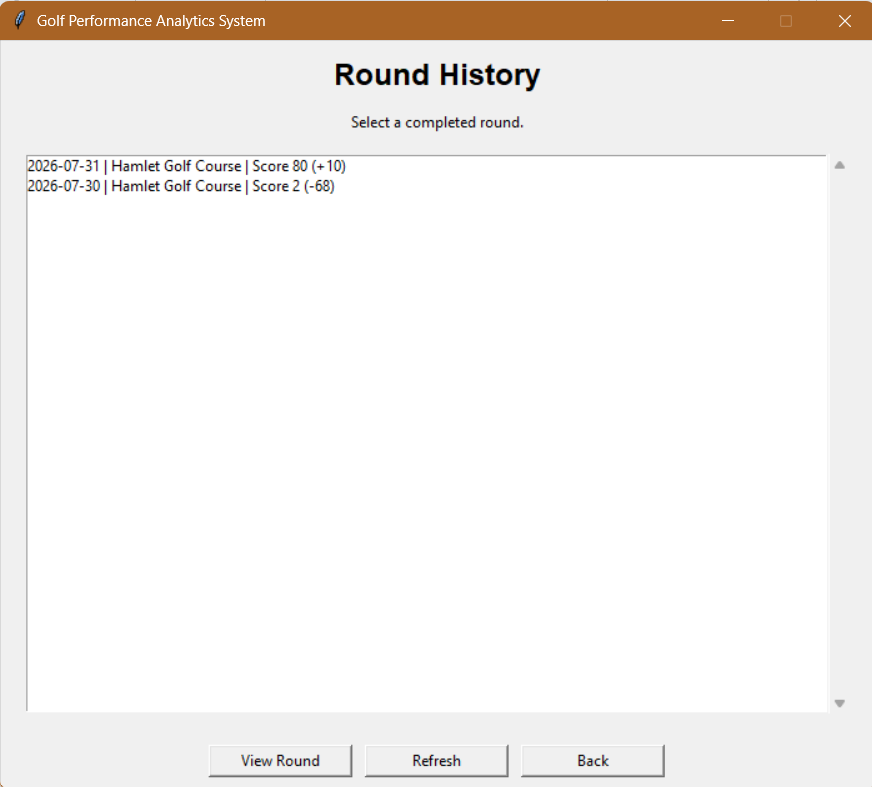 Golf Performance Analytics System
Round History
Select a completed round.
2026-07-31 | Hamlet Golf Course | Score 80 (+10)
2026-07-30 | Hamlet Golf Course | Score 2 (-68)
View Round
Refresh
Back